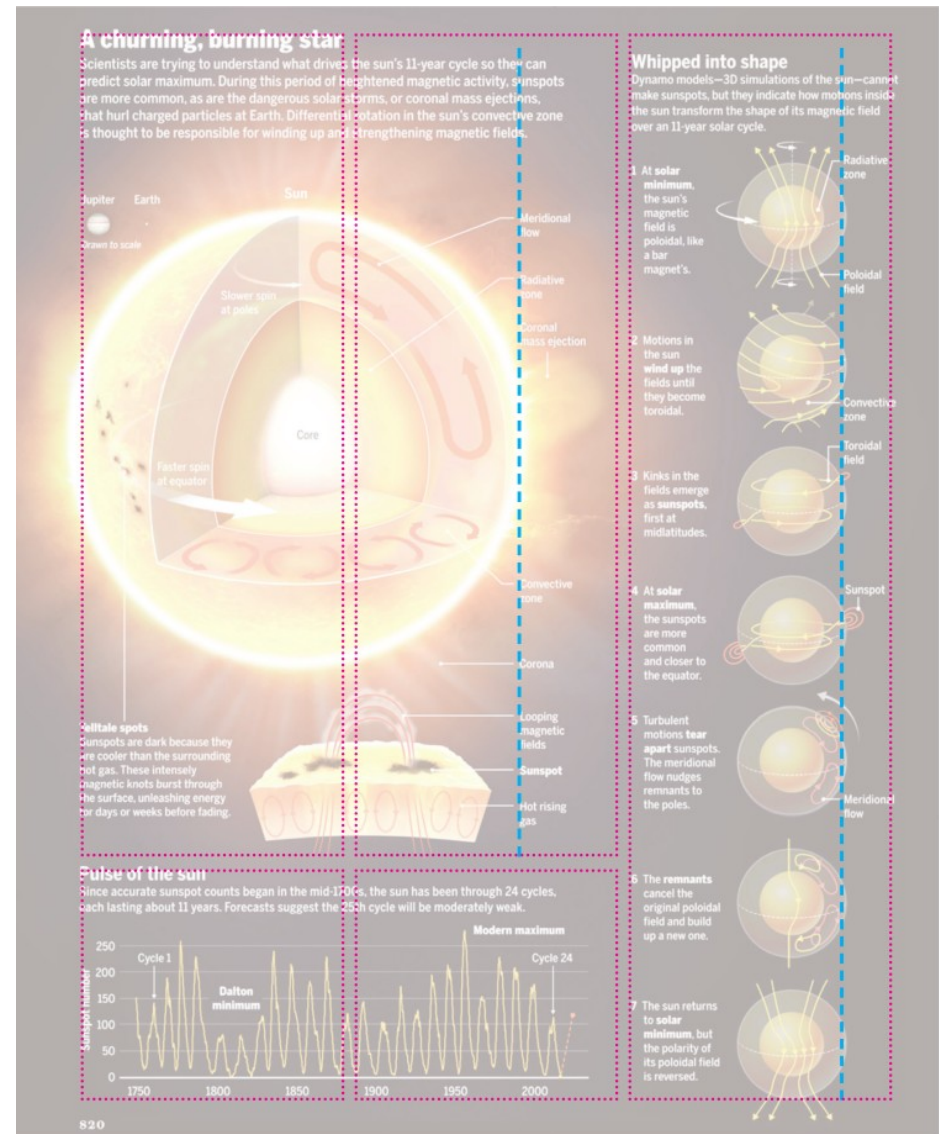 A churning, burning star
Scientists are trying to understand what drives the sun's 11-year cycle so they can
predict solar maximum. During this period of heightened magnetic activity, sunspots
are more common, as are the dangerous solar storms, or coronal mass ejections,
that hurl charged particles at Earth. Differential rotation in the sun's convective zone
is thought to be responsible for winding up and strengthening magnetic fields.
Jupiter
Earth
Drawn to scale
Sun
Meridional
flow
Slower spin
at poles
Radiative
zone
Coronal
mass ejection
Core
Faster spin
at equator
Convective
zone
Corona
Telltale spots
Sunspots are dark because they
are cooler than the surrounding
hot gas. These intensely
magnetic knots burst through
the surface, unleashing energy
for days or weeks before fading.
Looping
magnetic
fields
Sunspot
Hot rising
gas
Pulse of the sun
Since accurate sunspot counts began in the mid-1700s, the sun has been through 24 cycles,
each lasting about 11 years. Forecasts suggest the 25th cycle will be moderately weak.
Sunspot number
250
200
150
100
50
0
Cycle 1
Dalton
minimum
Modern maximum
Cycle 24
1750
1800
1850
1900
1950
2000
Whipped into shape
Dynamo models—3D simulations of the sun—cannot
make sunspots, but they indicate how motions inside
the sun transform the shape of its magnetic field
over an 11-year solar cycle.
1 At solar
minimum,
the sun's
magnetic
field is
poloidal, like
a bar
magnet's.
Radiative
zone
Poloidal
field
2 Motions in
the sun
wind up the
fields until
they become
toroidal.
Convective
zone
3 Kinks in the
fields emerge
as sunspots,
first at
midlatitudes.
Toroidal
field
4 At solar
maximum,
the sunspots
are more
common
and closer to
the equator.
Sunspot
5 Turbulent
motions tear
apart sunspots.
The meridional
flow nudges
remnants to
the poles.
Meridional
flow
6 The remnants
cancel the
original poloidal
field and build
up a new one.
7 The sun returns
to solar
minimum, but
the polarity of
its poloidal field
is reversed.
820